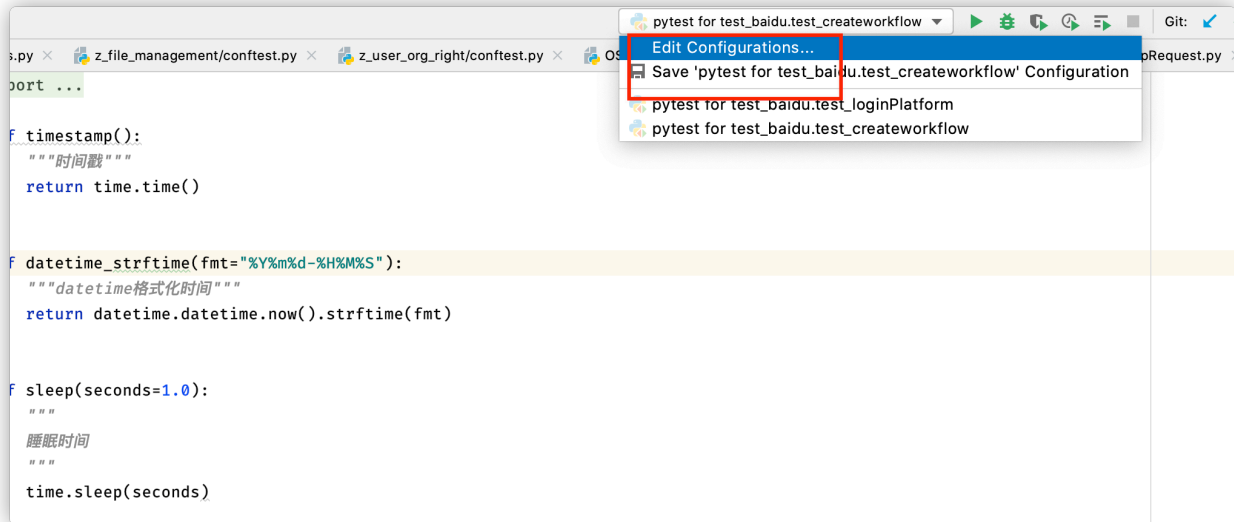 pytest for test_baidu.test_createworkflow
Git:
s.py
z_file_management/conftest.py
z_user_org_right/conftest.py
OS
pRequest.py
Edit Configurations...
Save 'pytest for test_baidu.test_createworkflow' Configuration
pytest for test_baidu.test_loginPlatform
pytest for test_baidu.test_createworkflow
port ...
f timestamp():
"""时间戳"""
return time.time()
f datetime_strftime(fmt="%Y%m%d-%H%M%S"):
"""datetime格式化时间"""
return datetime.datetime.now().strftime(fmt)
f sleep(seconds=1.0):
"""
睡眠时间
"""
time.sleep(seconds)